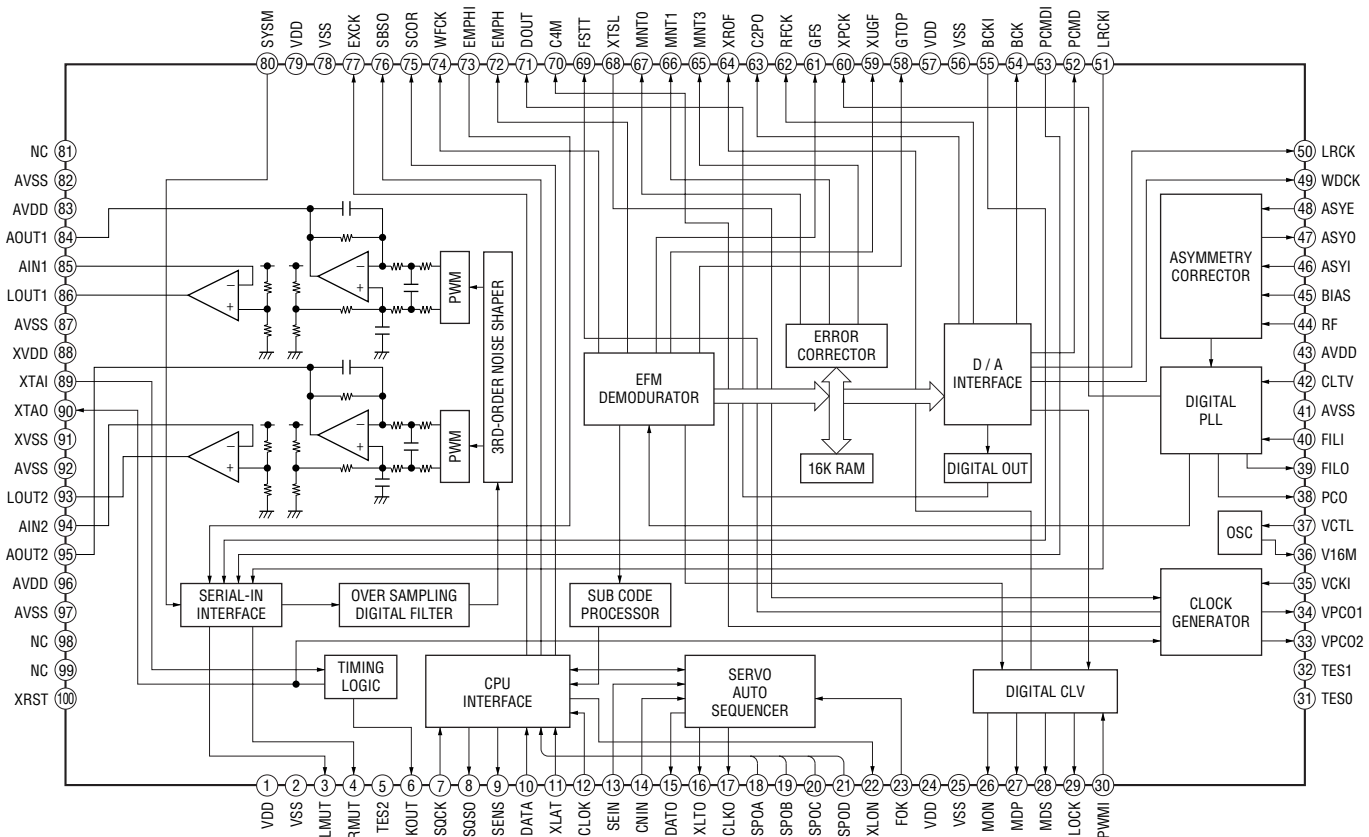 SYSM
VDD
VSS
EXCK
SBSO
SCOR
WFCK
EMPHI
EMPH
DOUT
C4M
FSTT
XTSL
MNT0
MNT1
MNT3
XROF
C2PO
RFCK
GFS
XPCK
XUGF
GTOP
VDD
VSS
BCKI
BCK
PCMDI
PCMD
LRCKI
80 79 78 77 76 75 74 73 72 71 70 69 68 67 66 65 64 63 62 61 60 59 58 57 56 55 54 53 52 51
NC 81
AVSS 82
AVDD 83
AOUT1 84
AIN1 85
LOUT1 86
AVSS 87
XVDD 88
XTAI 89
XTAO 90
XVSS 91
AVSS 92
LOUT2 93
AIN2 94
AOUT2 95
AVDD 96
AVSS 97
NC 98
NC 99
XRST 100
50 LRCK
49 WDCK
48 ASYE
47 ASYO
46 ASYI
45 BIAS
44 RF
43 AVDD
42 CLTV
41 AVSS
40 FILI
39 FILO
38 PCO
37 VCTL
36 V16M
35 VCKI
34 VPCO1
33 VPCO2
32 TES1
31 TES0
−
+
−
+
PWM
−
+
−
+
PWM
3RD-ORDER NOISE SHAPER
EFM
DEMODURATOR
ERROR
CORRECTOR
16K RAM
D / A
INTERFACE
DIGITAL OUT
ASYMMETRY
CORRECTOR
DIGITAL
PLL
OSC
CLOCK
GENERATOR
SERIAL-IN
INTERFACE
OVER SAMPLING
DIGITAL FILTER
SUB CODE
PROCESSOR
TIMING
LOGIC
CPU
INTERFACE
SERVO
AUTO
SEQUENCER
DIGITAL CLV
1 2 3 4 5 6 7 8 9 10 11 12 13 14 15 16 17 18 19 20 21 22 23 24 25 26 27 28 29 30
VDD
VSS
LMUT
RMUT
TES2
KOUT
SQCK
SQSO
SENS
DATA
XLAT
CLOK
SEIN
CNIN
DATO
XLTO
CLKO
SPOA
SPOB
SPOC
SPOD
XLON
FOK
VDD
VSS
MON
MDP
MDS
LOCK
PWMI